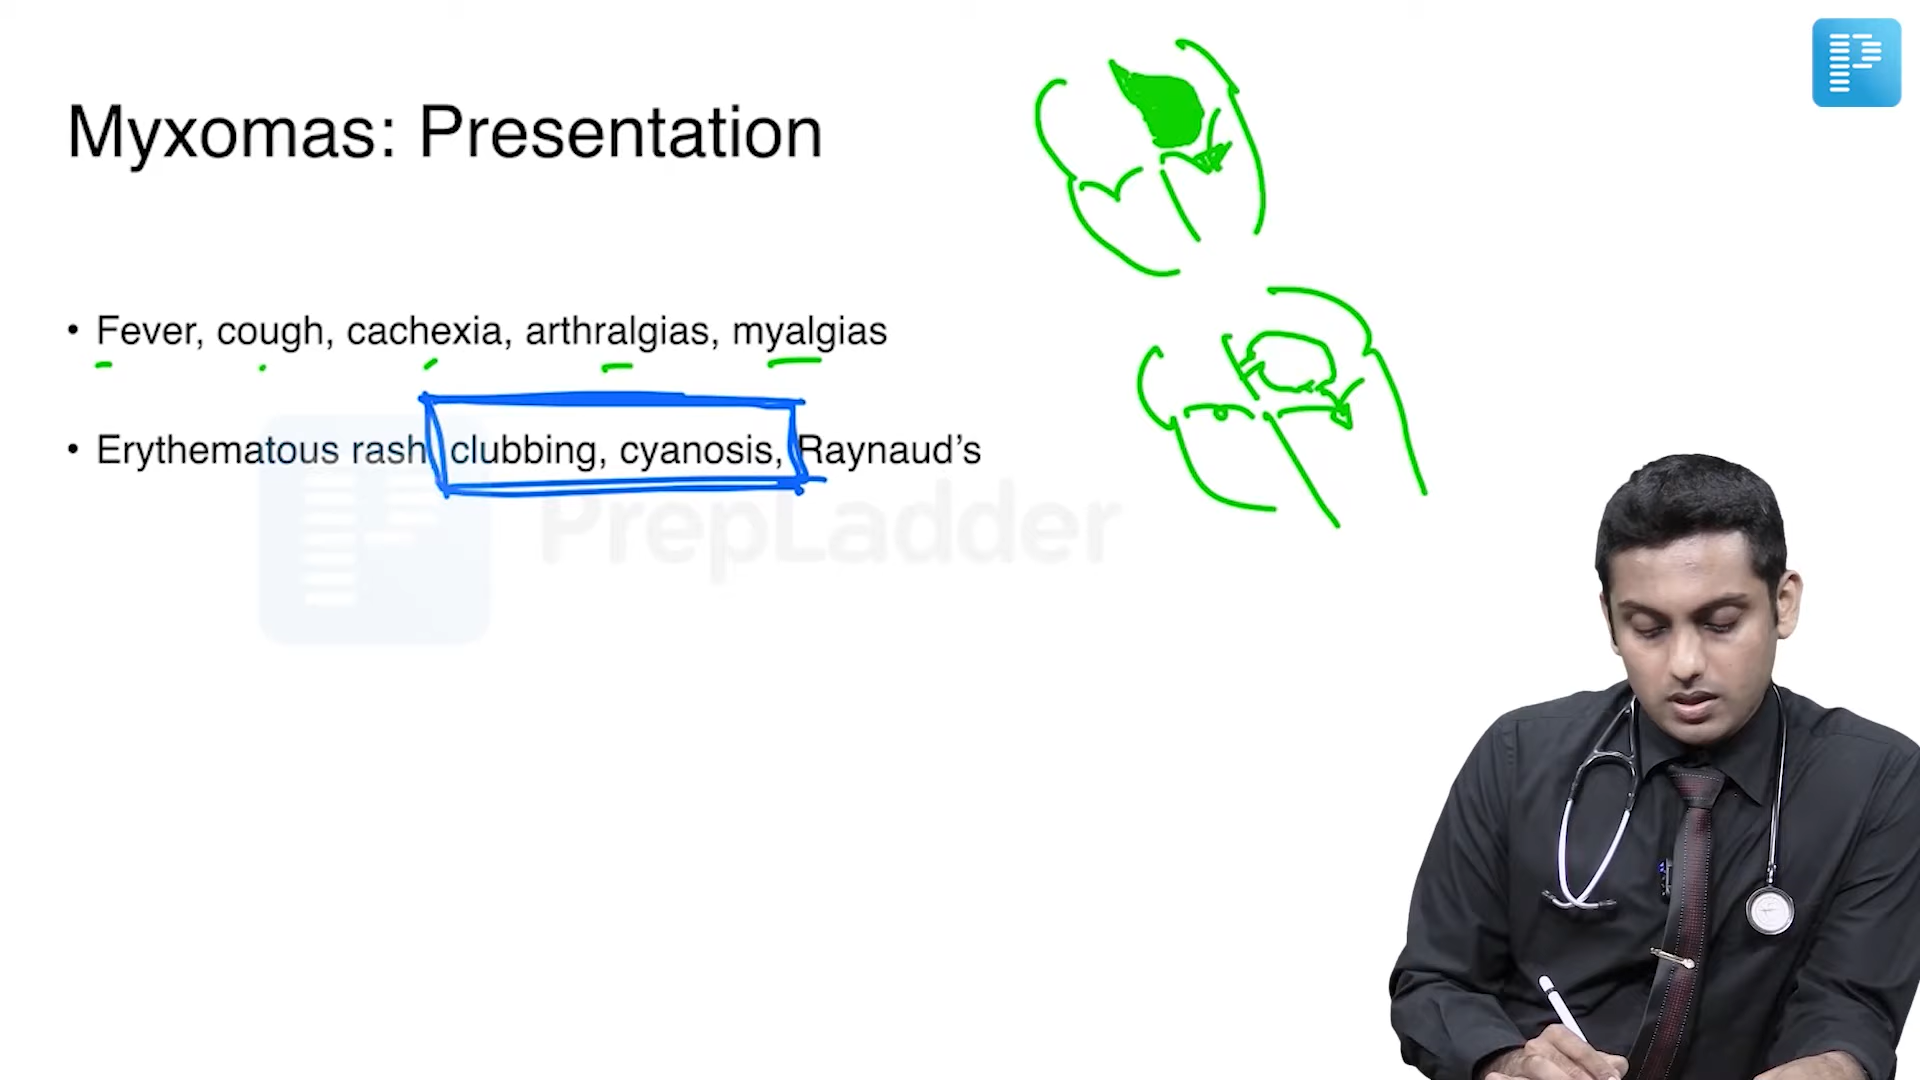 Myxomas: Presentation
• Fever, cough, cachexia, arthralgias, myalgias
• Erythematous rash, clubbing, cyanosis, Raynaud’s
PrepLadder